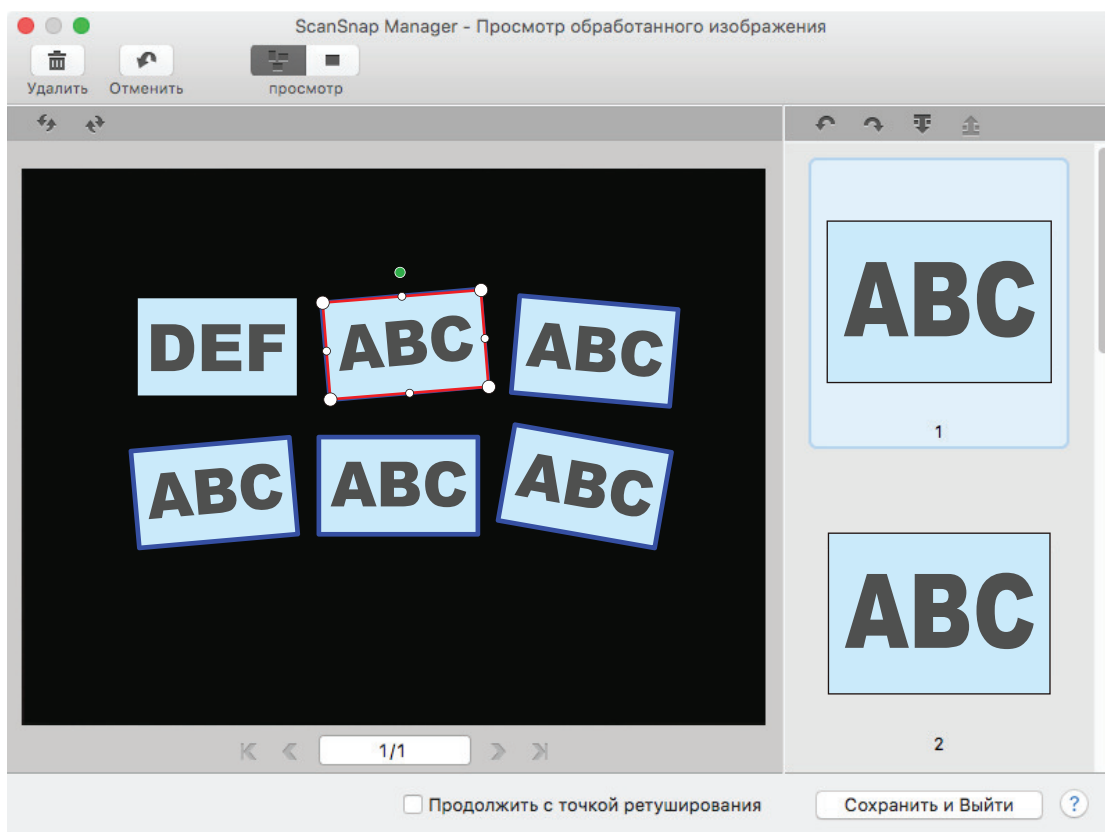 ScanSnap Manager - Просмотр обработанного изображения
Удалить Отменить просмотр
DEF ABC ABC
ABC ABC ABC
ABC
1
ABC
2
1/1
Продолжить с точкой ретуширования
Сохранить и Выйти ?